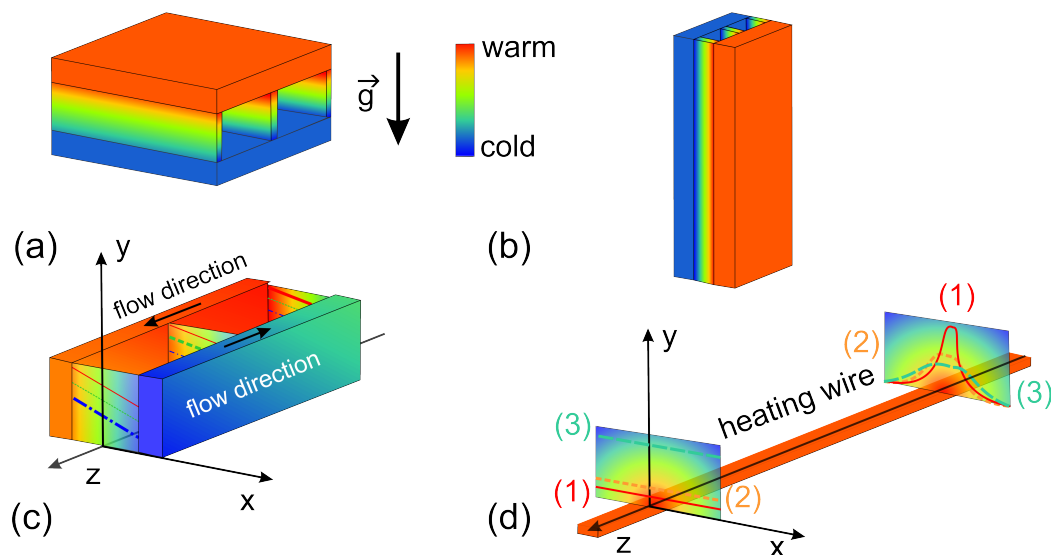 warm
g
cold
(a)
(b)
y
flow direction
flow direction
z
x
(c)
(1)
y
(2)
heating wire
(3)
(3)
(1)
(2)
z
x
(d)